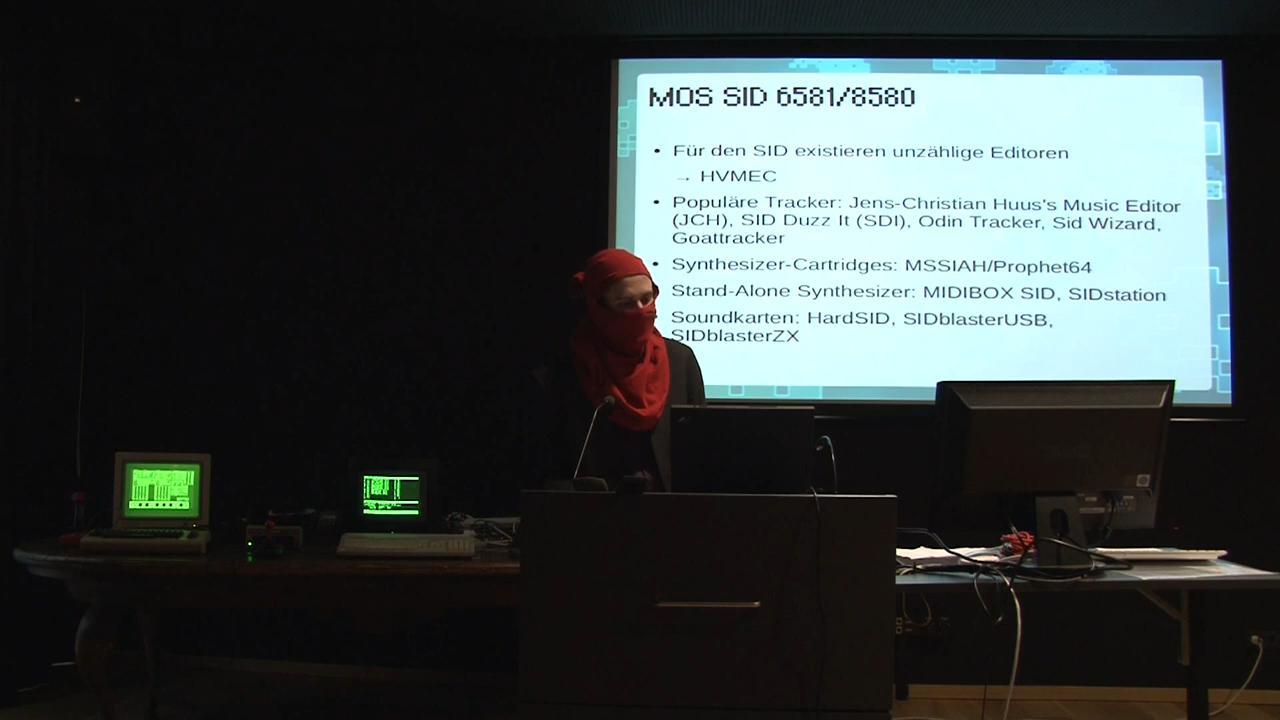 MOS SID 6581/8580
• Für den SID existieren unzählige Editoren
→ HVMEC
• Populäre Tracker: Jens-Christian Huus's Music Editor
(JCH), SID Duzz It (SDI), Odin Tracker, Sid Wizard,
Goattracker
• Synthesizer-Cartridges: MSSIAH/Prophet64
Stand-Alone Synthesizer: MIDIBOX SID, SIDstation
Soundkarten: HardSID, SIDblasterUSB,
SIDblasterZX